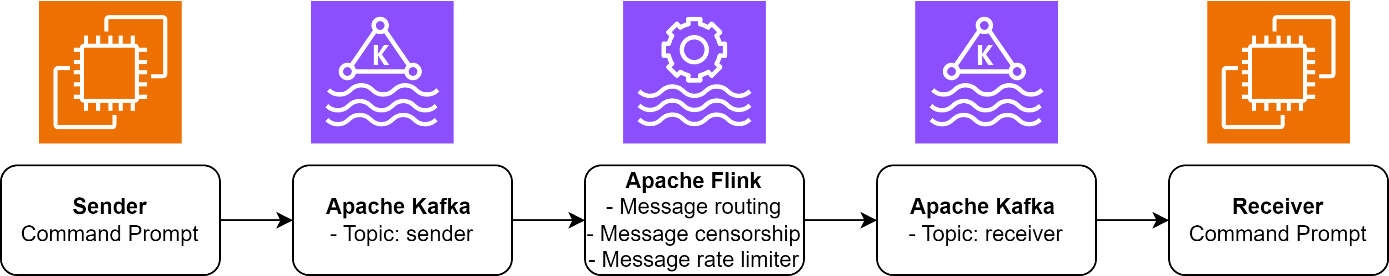 K
K
Sender
Command Prompt
Apache Kafka
- Topic: sender
Apache Flink
- Message routing
- Message censorship
- Message rate limiter
Apache Kafka
- Topic: receiver
Receiver
Command Prompt